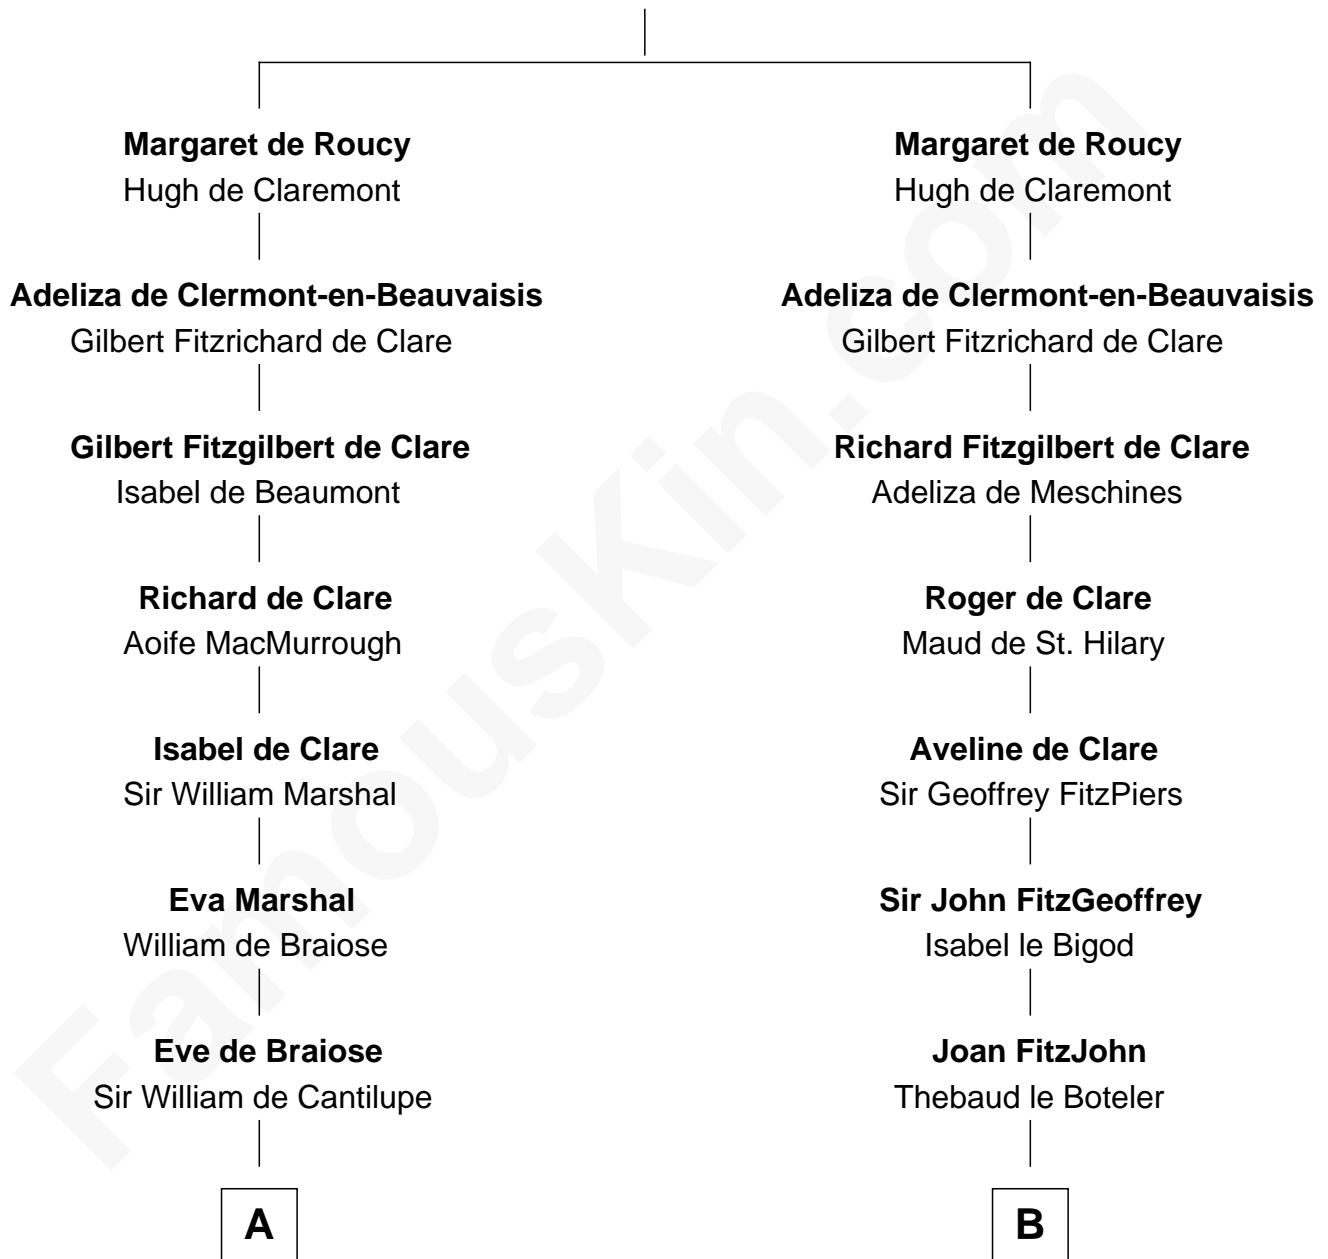 Margaret de Roucy
Hugh de Claremont
Adeliza de Clermont-en-Beauvaisis
Gilbert Fitzrichard de Clare
Gilbert Fitzgilbert de Clare
Isabel de Beaumont
Richard de Clare
Aoife MacMurrough
Isabel de Clare
Sir William Marshal
Eva Marshal
William de Braiose
Eve de Braiose
Sir William de Cantilupe
A
Margaret de Roucy
Hugh de Claremont
Adeliza de Clermont-en-Beauvaisis
Gilbert Fitzrichard de Clare
Richard Fitzgilbert de Clare
Adeliza de Meschines
Roger de Clare
Maud de St. Hilary
Aveline de Clare
Sir Geoffrey FitzPiers
Sir John FitzGeoffrey
Isabel le Bigod
Joan FitzJohn
Thebaud le Boteler
B
FamousKin.com